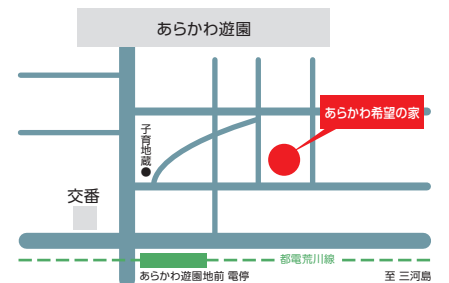 あらかわ遊園
あらかわ希望の家
子育地蔵
交番
都電荒川線
あらかわ遊園地前 電停
至 三河島